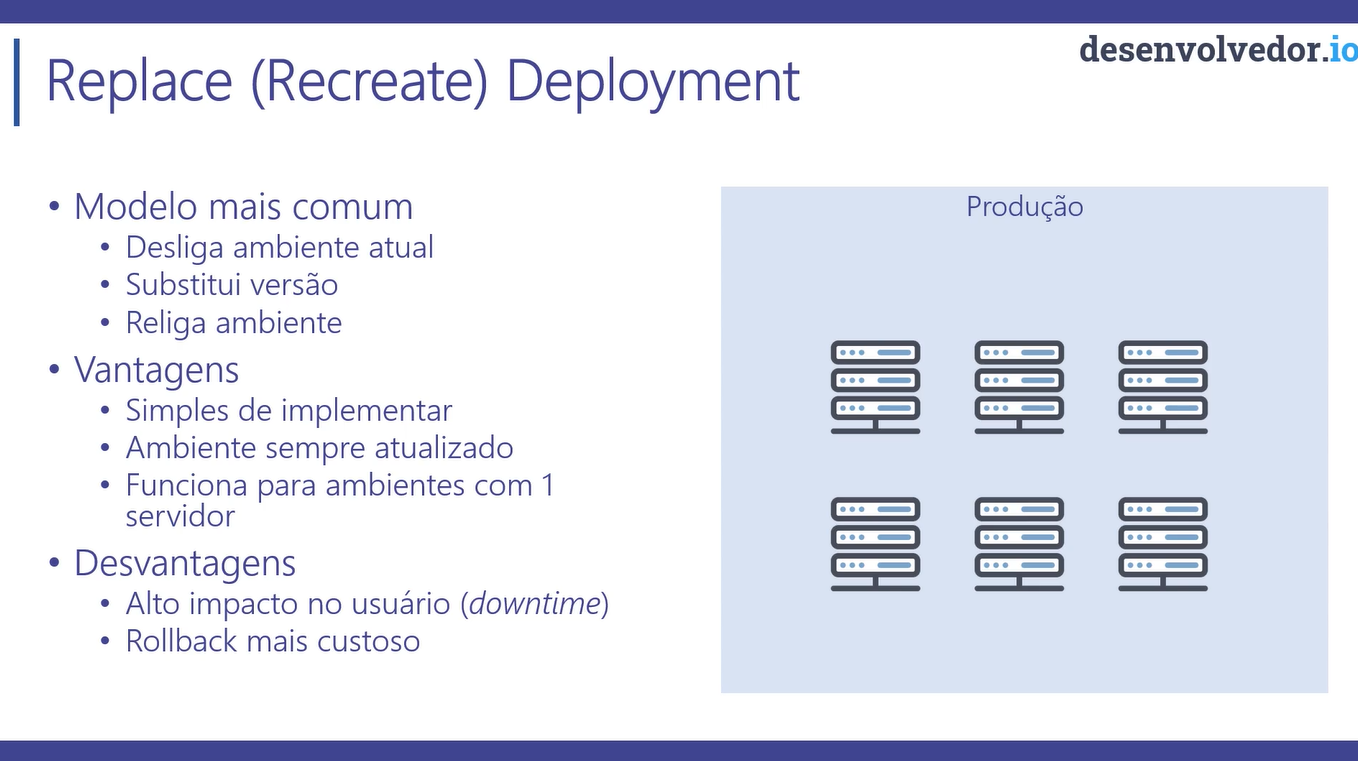 desenvolvedor.io
Replace (Recreate) Deployment
• Modelo mais comum
• Desliga ambiente atual
• Substitui versão
• Religa ambiente
• Vantagens
• Simples de implementar
• Ambiente sempre atualizado
• Funciona para ambientes com 1
servidor
• Desvantagens
• Alto impacto no usuário (downtime)
• Rollback mais custoso
Produção